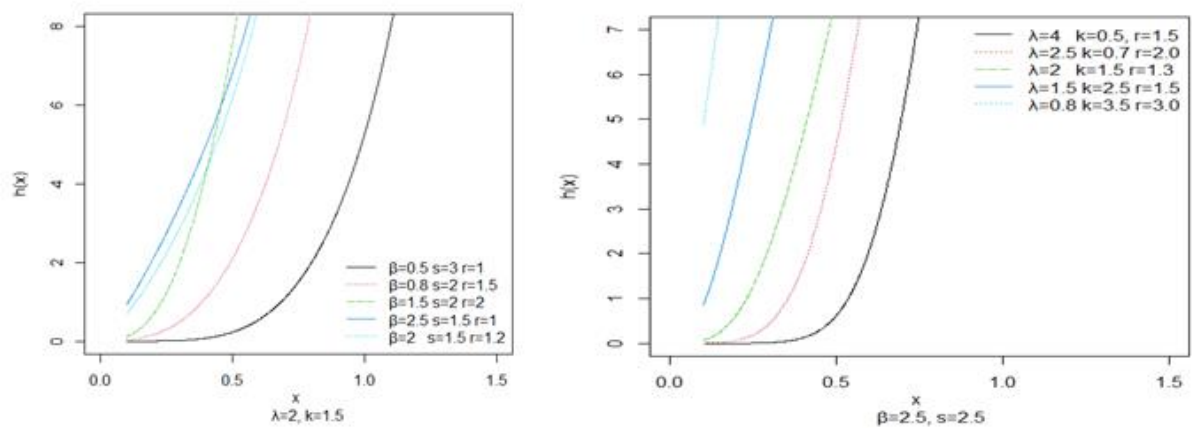 h(x)
8
6
4
2
0
β=0.5 s=3 r=1
β=0.8 s=2 r=1.5
β=1.5 s=2 r=2
β=2.5 s=1.5 r=1
β=2 s=1.5 r=1.2
0.0 0.5 1.0 1.5
x
λ=2, k=1.5
h(x)
7
6
5
4
3
2
1
0
λ=4 k=0.5, r=1.5
λ=2.5 k=0.7 r=2.0
λ=2 k=1.5 r=1.3
λ=1.5 k=2.5 r=1.5
λ=0.8 k=3.5 r=3.0
0.0 0.5 1.0 1.5
x
β=2.5, s=2.5